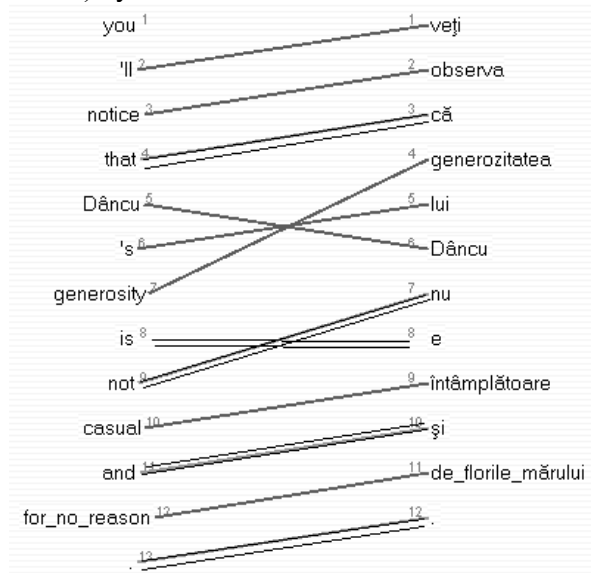 you 1 1 veţi
'll 2 2 observa
notice 3 3 că
that 4 4 generozitatea
Dâncu 5 5 lui
's 6 6 Dâncu
generosity 7 7 nu
is 8 8 e
not 9 9 întâmplătoare
casual 10 10 şi
and 11 11 de_florile_mărului
for_no_reason 12 12 .
. 13